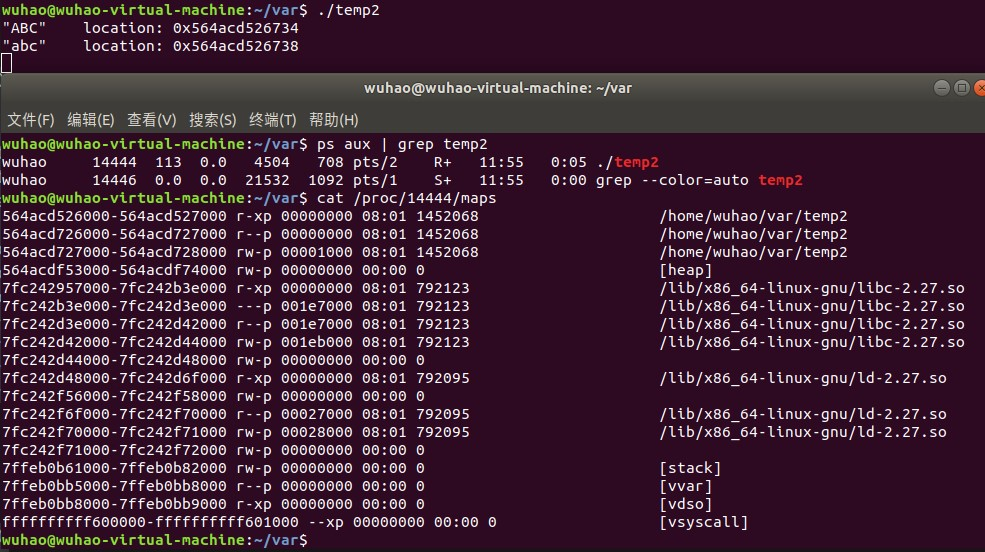 wuhao@wuhao-virtual-machine:~/var$ ./temp2
"ABC"    location: 0x564acd526734
"abc"    location: 0x564acd526738
wuhao@wuhao-virtual-machine: ~/var
文件(F)  编辑(E)  查看(V)  搜索(S)  终端(T)  帮助(H)
wuhao@wuhao-virtual-machine:~/var$ ps aux | grep temp2
wuhao     14444  113  0.0   4504   708 pts/2    R+   11:55   0:05 ./temp2
wuhao     14446  0.0  0.0  21532  1092 pts/1    S+   11:55   0:00 grep --color=auto temp2
wuhao@wuhao-virtual-machine:~/var$ cat /proc/14444/maps
564acd526000-564acd527000 r-xp 00000000 08:01 1452068                    /home/wuhao/var/temp2
564acd726000-564acd727000 r--p 00000000 08:01 1452068                    /home/wuhao/var/temp2
564acd727000-564acd728000 rw-p 00001000 08:01 1452068                    /home/wuhao/var/temp2
564acdf53000-564acdf74000 rw-p 00000000 00:00 0                          [heap]
7fc242957000-7fc242b3e000 r-xp 00000000 08:01 792123                     /lib/x86_64-linux-gnu/libc-2.27.so
7fc242b3e000-7fc242d3e000 ---p 001e7000 08:01 792123                     /lib/x86_64-linux-gnu/libc-2.27.so
7fc242d3e000-7fc242d42000 r--p 001e7000 08:01 792123                     /lib/x86_64-linux-gnu/libc-2.27.so
7fc242d42000-7fc242d44000 rw-p 001eb000 08:01 792123                     /lib/x86_64-linux-gnu/libc-2.27.so
7fc242d44000-7fc242d48000 rw-p 00000000 00:00 0
7fc242d48000-7fc242d6f000 r-xp 00000000 08:01 792095                     /lib/x86_64-linux-gnu/ld-2.27.so
7fc242f56000-7fc242f58000 rw-p 00000000 00:00 0
7fc242f6f000-7fc242f70000 r--p 00027000 08:01 792095                     /lib/x86_64-linux-gnu/ld-2.27.so
7fc242f70000-7fc242f71000 rw-p 00028000 08:01 792095                     /lib/x86_64-linux-gnu/ld-2.27.so
7fc242f71000-7fc242f72000 rw-p 00000000 00:00 0
7ffeb0b61000-7ffeb0b82000 rw-p 00000000 00:00 0                          [stack]
7ffeb0bb5000-7ffeb0bb8000 r--p 00000000 00:00 0                          [vvar]
7ffeb0bb8000-7ffeb0bb9000 r-xp 00000000 00:00 0                          [vdso]
ffffffffff600000-ffffffffff601000 --xp 00000000 00:00 0                  [vsyscall]
wuhao@wuhao-virtual-machine:~/var$